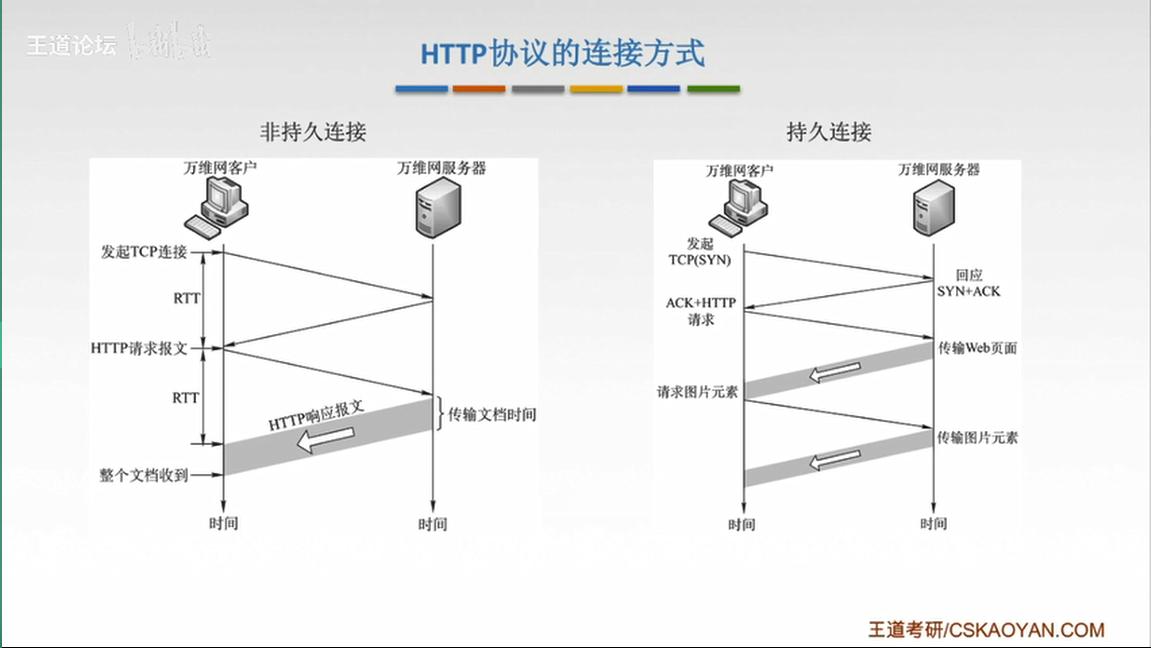 王道论坛
HTTP协议的连接方式
非持久连接
万维网客户
万维网服务器
发起TCP连接
RTT
HTTP请求报文
RTT
HTTP响应报文
传输文档时间
整个文档收到
时间
时间
持久连接
万维网客户
万维网服务器
发起
TCP(SYN)
回应
SYN+ACK
ACK+HTTP
请求
传输Web页面
请求图片元素
传输图片元素
时间
时间
王道考研/CSKAOYAN.COM